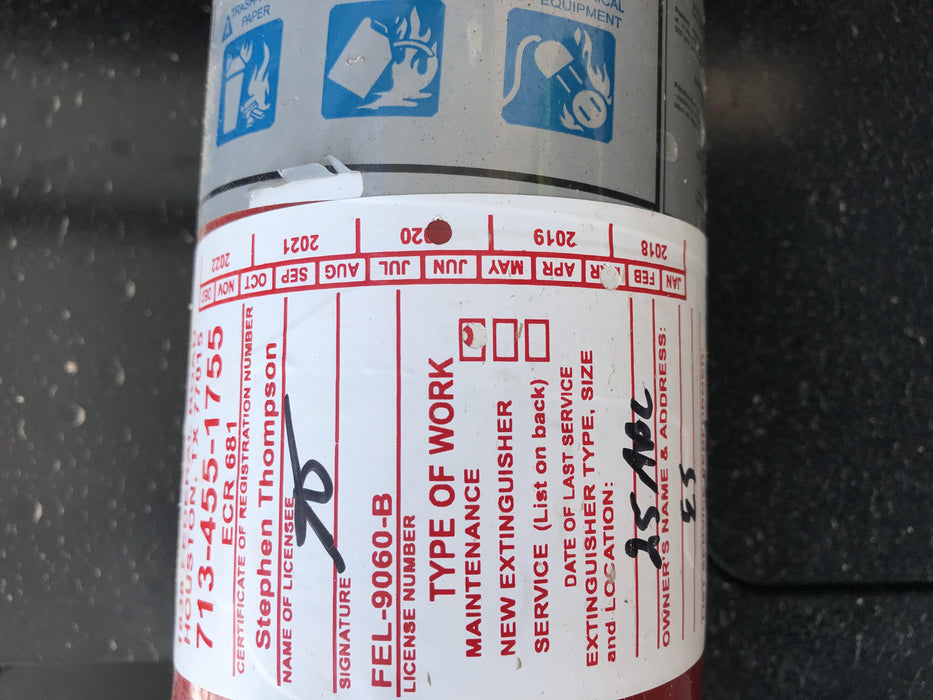 TRASH
PAPER
EQUIPMENT
2022
2021
20
2019
2018
DEC NOV OCT SEP AUG JUL JUN MAY APR MAR FEB JAN
HOUSTON, TX 77015
713-455-1755
ECR 681
CERTIFICATE OF REGISTRATION NUMBER
Stephen Thompson
NAME OF LICENSEE
SIGNATURE
FEL-9060-B
LICENSE NUMBER
TYPE OF WORK
MAINTENANCE
NEW EXTINGUISHER
SERVICE (List on back)
DATE OF LAST SERVICE
EXTINGUISHER TYPE, SIZE
and LOCATION:
25 ABC
OWNER'S NAME & ADDRESS:
E5